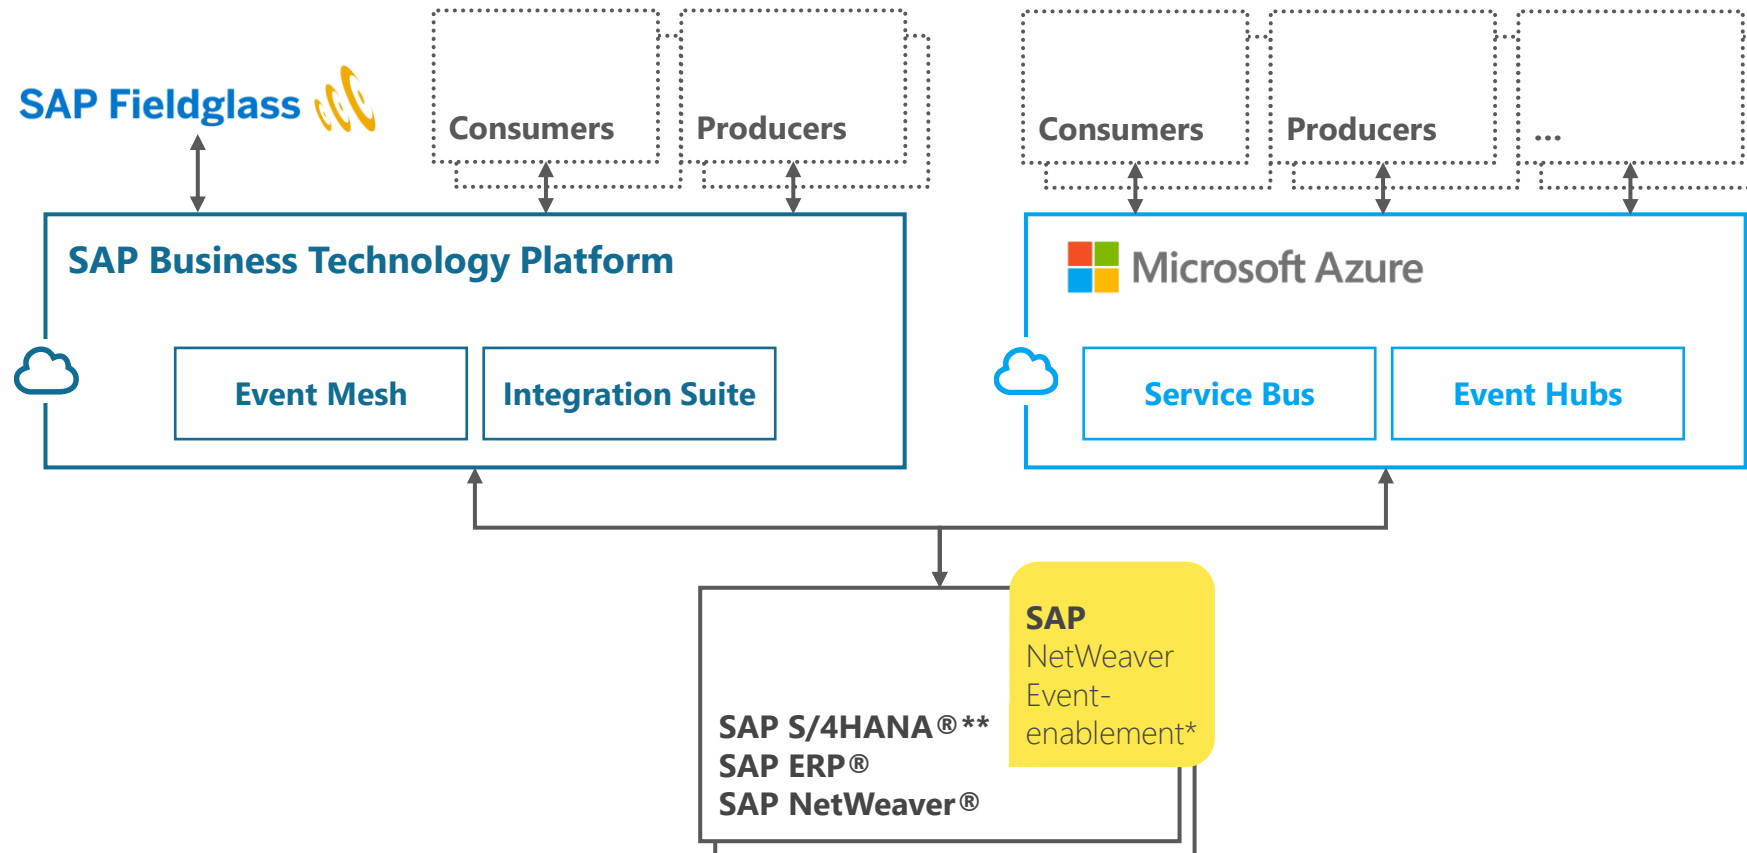 SAP Fieldglass
Consumers
Producers
Consumers
Producers
...
SAP Business Technology Platform
Event Mesh
Integration Suite
Microsoft Azure
Service Bus
Event Hubs
SAP
NetWeaver
Event-
enablement*
SAP S/4HANA®**
SAP ERP®
SAP NetWeaver®